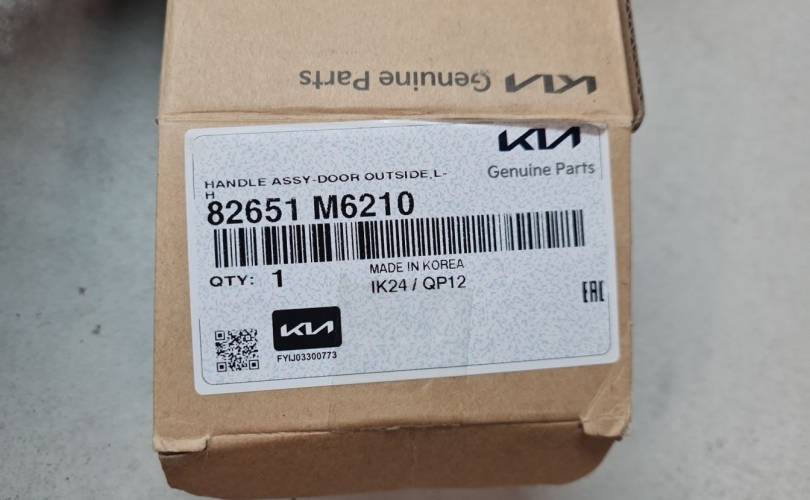 KIA Genuine Parts
KIA
Genuine Parts
HANDLE ASSY-DOOR OUTSIDE,L-
H
82651 M6210
QTY: 1
MADE IN KOREA
IK24 / QP12
EAC
KIA
FYIJ03300773